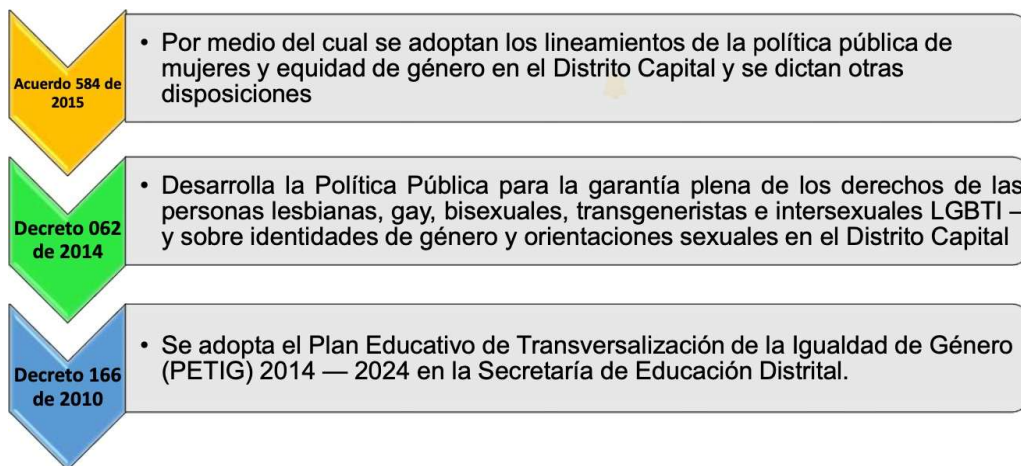 Acuerdo 584 de
2015
• Por medio del cual se adoptan los lineamientos de la política pública de
mujeres y equidad de género en el Distrito Capital y se dictan otras
disposiciones
Decreto 062
de 2014
• Desarrolla la Política Pública para la garantía plena de los derechos de las
personas lesbianas, gay, bisexuales, transgeneristas e intersexuales LGBTI –
y sobre identidades de género y orientaciones sexuales en el Distrito Capital
Decreto 166
de 2010
• Se adopta el Plan Educativo de Transversalización de la Igualdad de Género
(PETIG) 2014 — 2024 en la Secretaría de Educación Distrital.